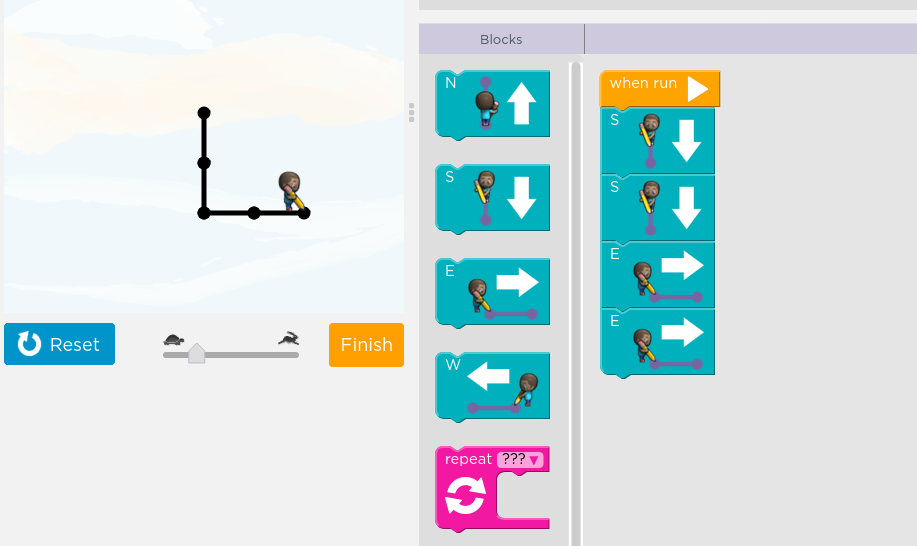 Blocks
N
S
E
W
repeat ???
when run
S
S
E
E
Reset
Finish